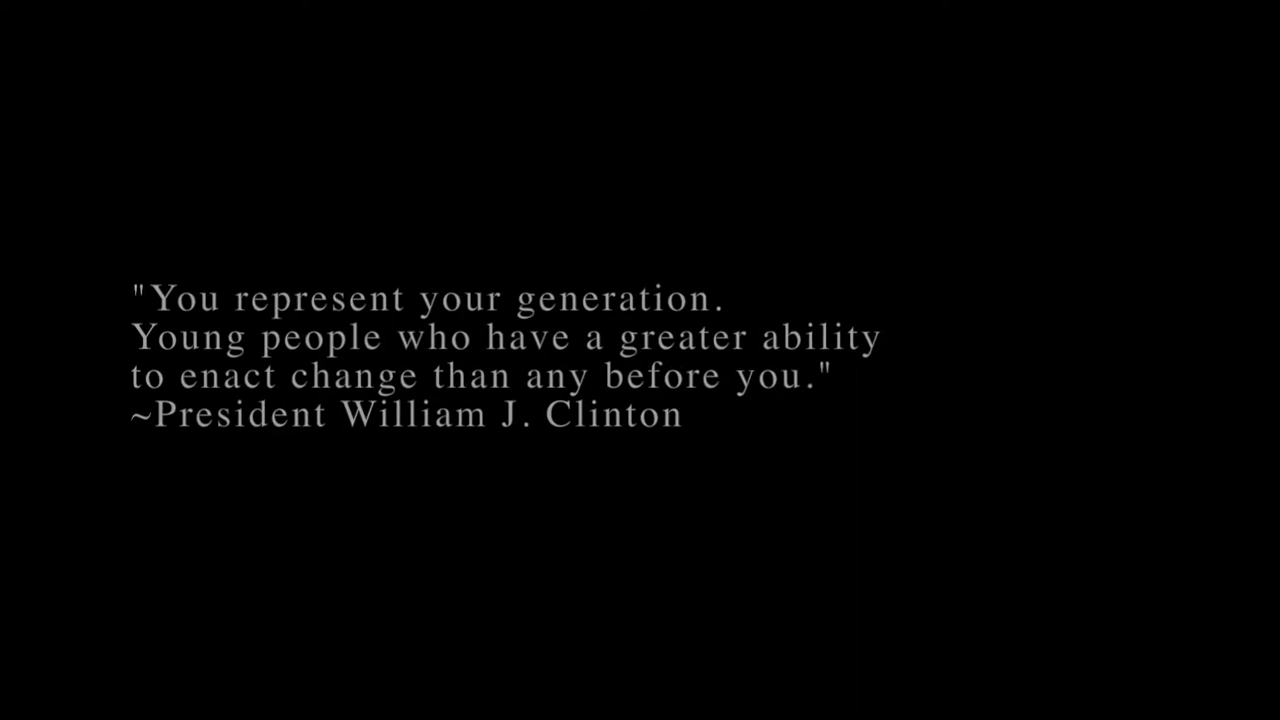 "You represent your generation.
Young people who have a greater ability
to enact change than any before you."
~President William J. Clinton